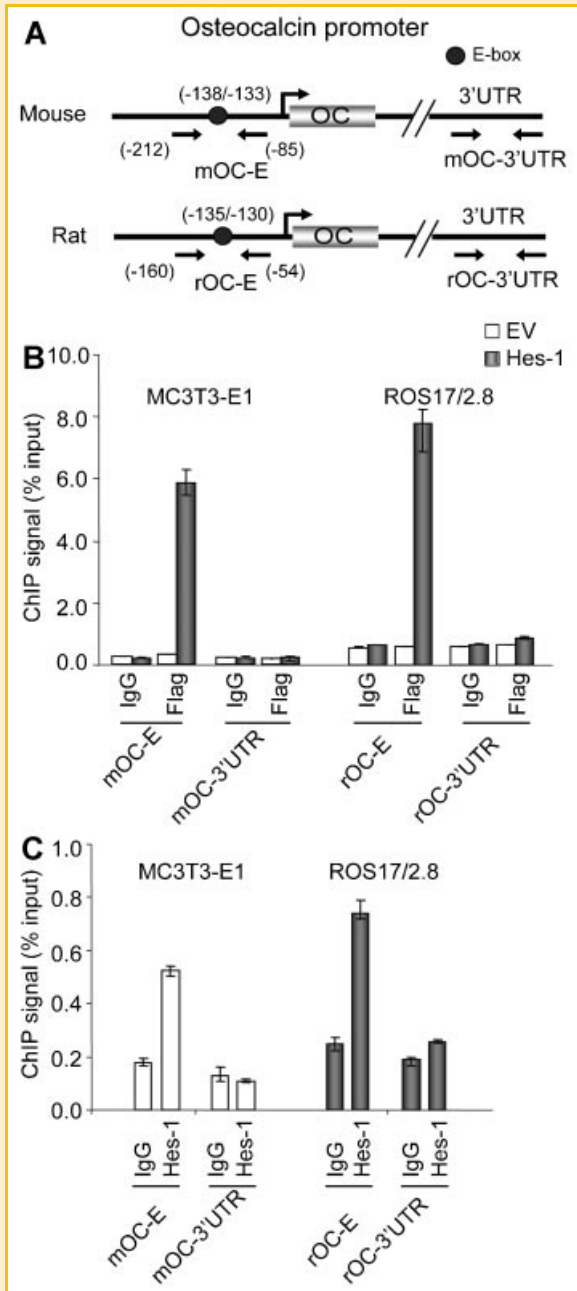 A
Osteocalcin promoter
E-box
Mouse
(-138/-133)
OC
3'UTR
(-212)
mOC-E
(-85)
mOC-3'UTR
Rat
(-135/-130)
OC
3'UTR
(-160)
rOC-E
(-54)
rOC-3'UTR
EV
Hes-1
B
ChIP signal (% input)
10.0
8.0
6.0
4.0
2.0
0.0
MC3T3-E1
ROS17/2.8
IgG
Flag
IgG
Flag
IgG
Flag
IgG
Flag
mOC-E
mOC-3'UTR
rOC-E
rOC-3'UTR
C
ChIP signal (% input)
1.0
0.8
0.6
0.4
0.2
0.0
MC3T3-E1
ROS17/2.8
IgG
Hes-1
IgG
Hes-1
IgG
Hes-1
IgG
Hes-1
mOC-E
mOC-3'UTR
rOC-E
rOC-3'UTR